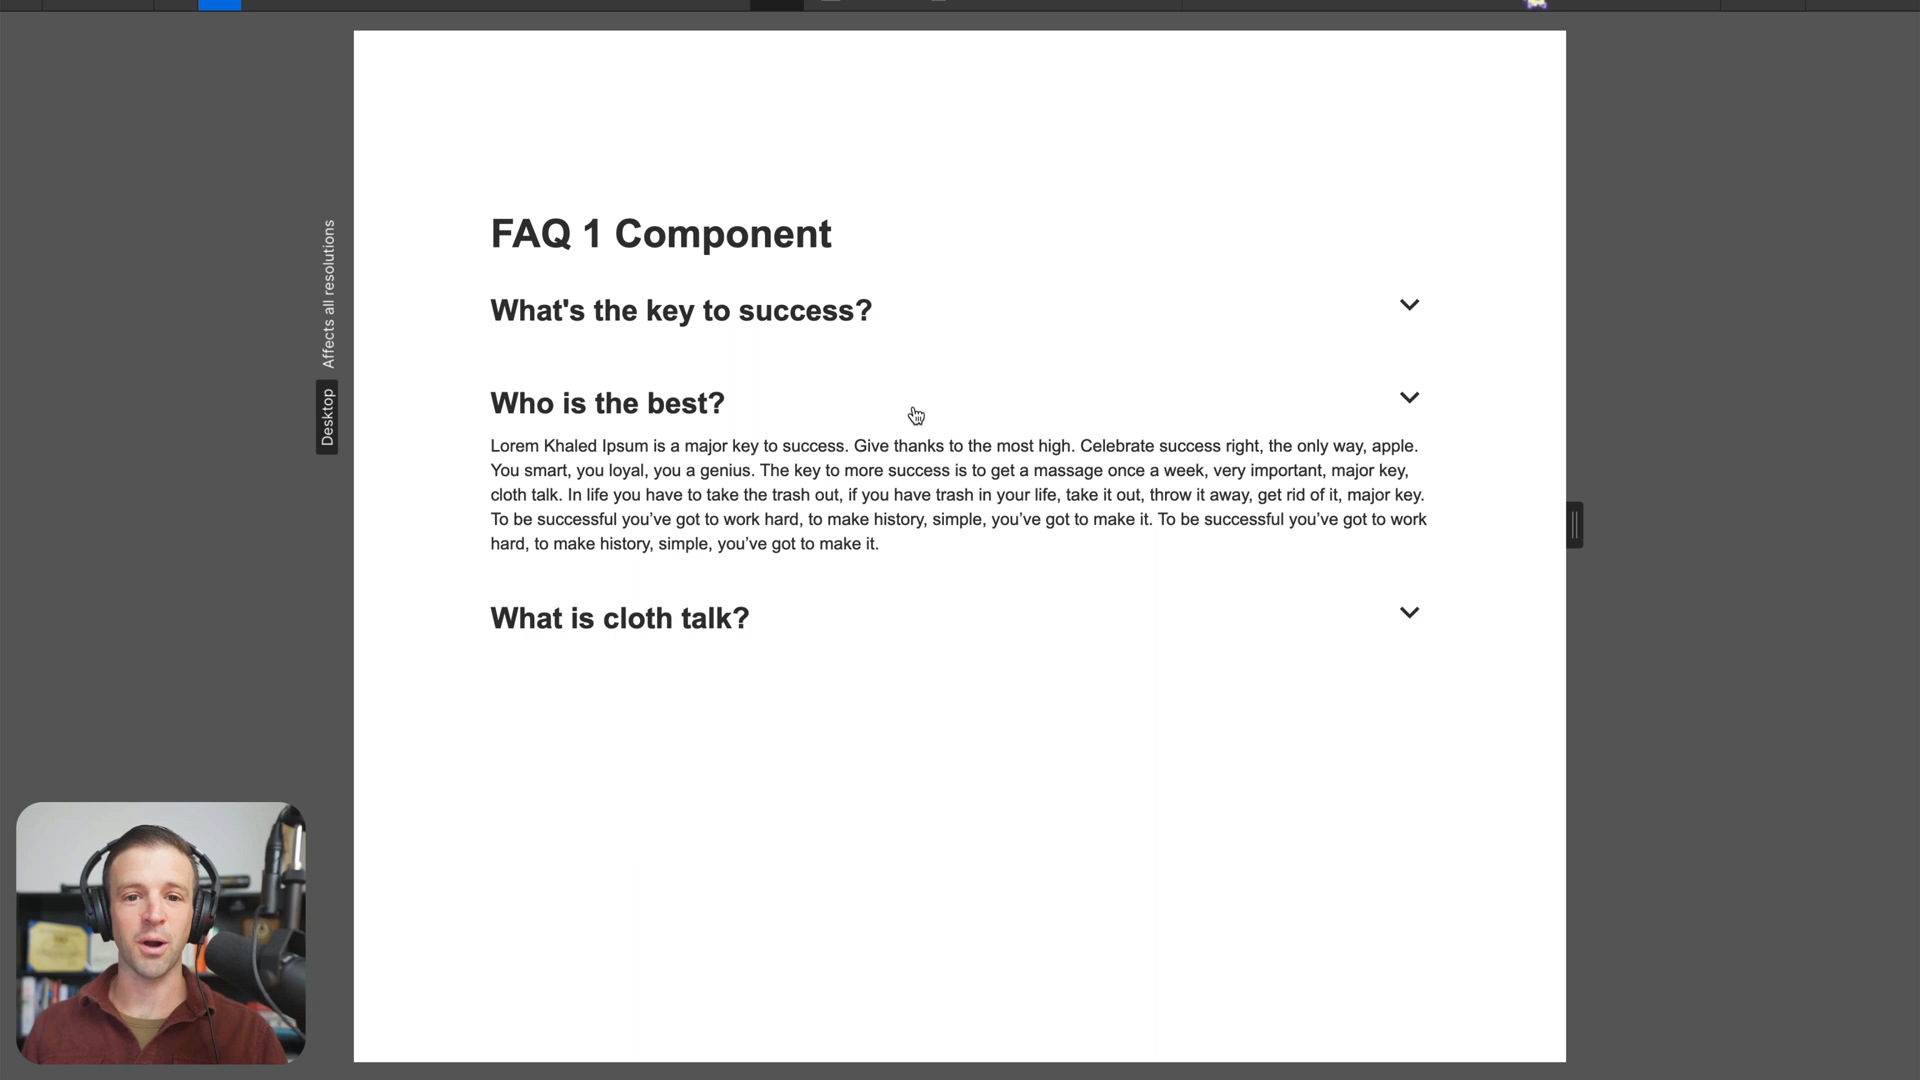 FAQ 1 Component
What's the key to success?
Who is the best?
Lorem Khaled Ipsum is a major key to success. Give thanks to the most high. Celebrate success right, the only way, apple.
You smart, you loyal, you a genius. The key to more success is to get a massage once a week, very important, major key,
cloth talk. In life you have to take the trash out, if you have trash in your life, take it out, throw it away, get rid of it, major key.
To be successful you’ve got to work hard, to make history, simple, you’ve got to make it. To be successful you’ve got to work
hard, to make history, simple, you’ve got to make it.
What is cloth talk?
Affects all resolutions
Desktop